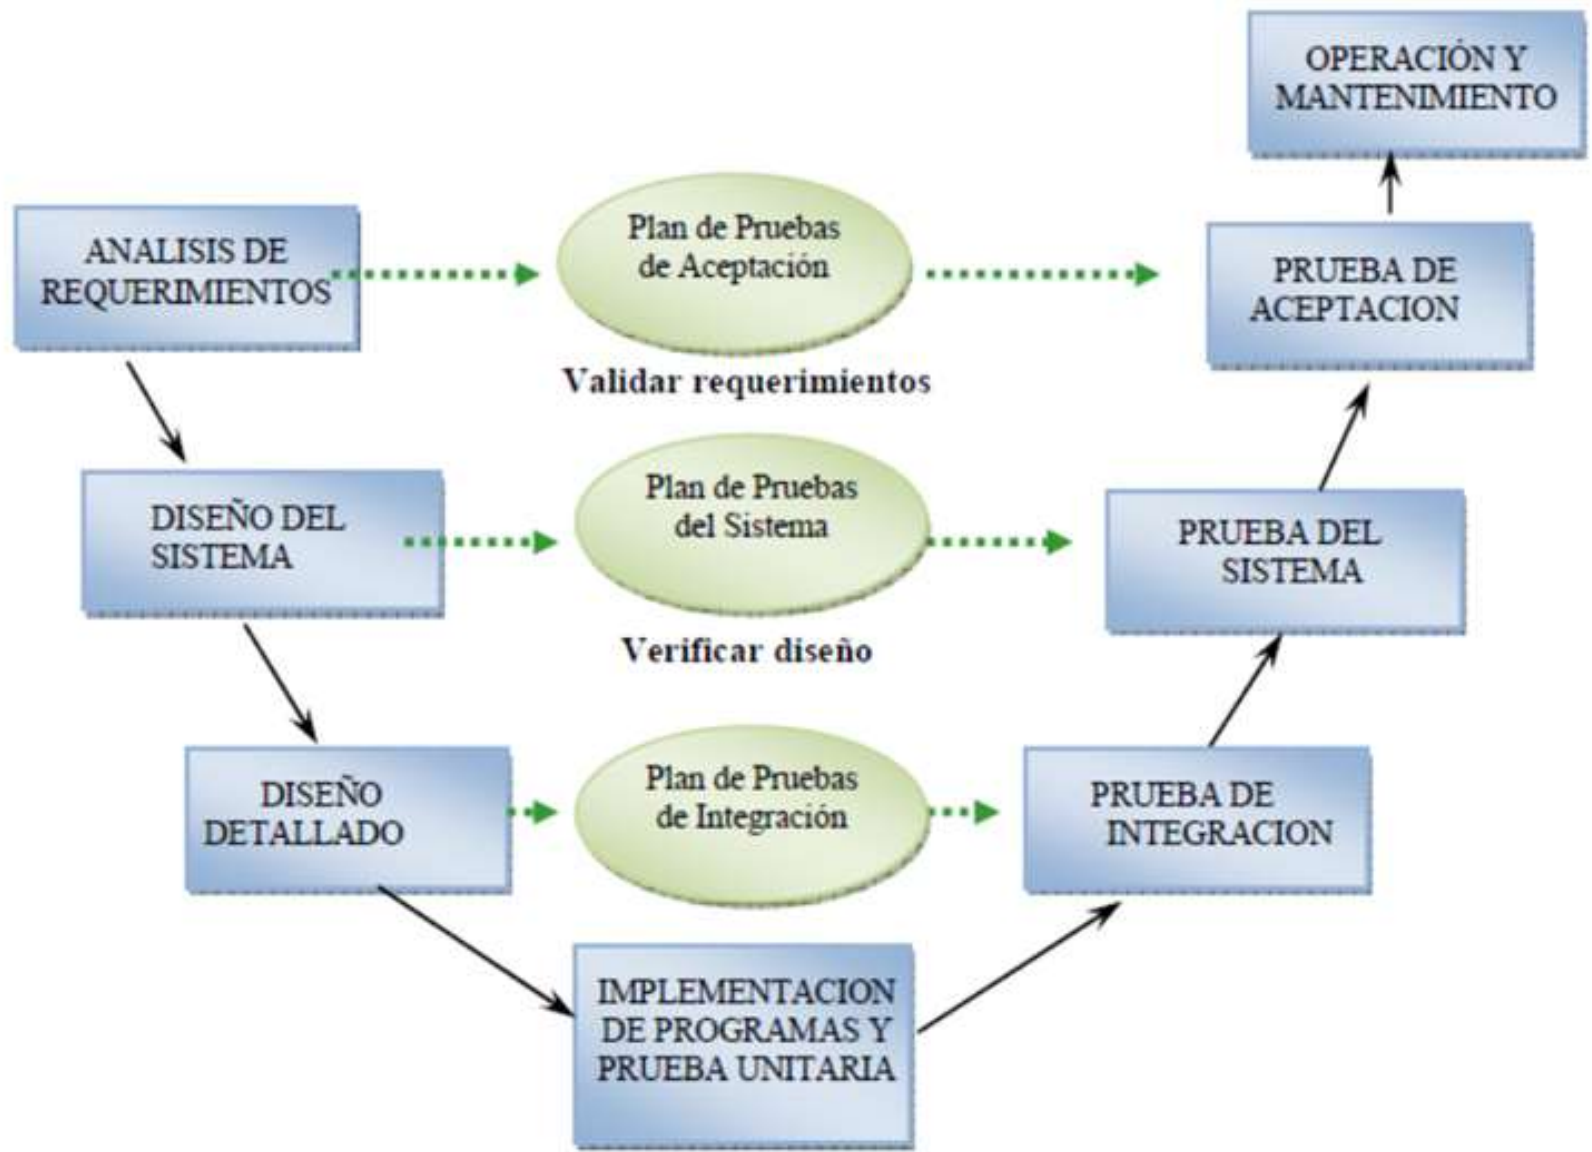 OPERACIÓN Y
MANTENIMIENTO
ANALISIS DE
REQUERIMIENTOS
Plan de Pruebas
de Aceptación
PRUEBA DE
ACEPTACION
Validar requerimientos
DISEÑO DEL
SISTEMA
Plan de Pruebas
del Sistema
PRUEBA DEL
SISTEMA
Verificar diseño
DISEÑO
DETALLADO
Plan de Pruebas
de Integración
PRUEBA DE
INTEGRACION
IMPLEMENTACION
DE PROGRAMAS Y
PRUEBA UNITARIA